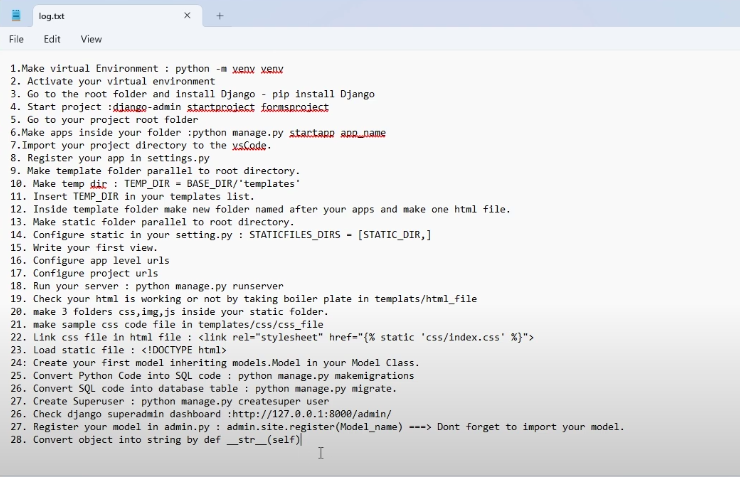 log.txt
File Edit View
1.Make virtual Environment : python -m venv venv
2. Activate your virtual environment
3. Go to the root folder and install Django - pip install Django
4. Start project :django-admin startproject formsproject
5. Go to your project root folder
6.Make apps inside your folder :python manage.py startapp app_name
7.Import your project directory to the vsCode.
8. Register your app in settings.py
9. Make template folder parallel to root directory.
10. Make temp dir : TEMP_DIR = BASE_DIR/'templates'
11. Insert TEMP_DIR in your templates list.
12. Inside template folder make new folder named after your apps and make one html file.
13. Make static folder parallel to root directory.
14. Configure static in your setting.py : STATICFILES_DIRS = [STATIC_DIR,]
15. Write your first view.
16. Configure app level urls
17. Configure project urls
18. Run your server : python manage.py runserver
19. Check your html is working or not by taking boiler plate in templats/html_file
20. make 3 folders css,img,js inside your static folder.
21. make sample css code file in templates/css/css_file
22. Link css file in html file : <link rel="stylesheet" href="{% static 'css/index.css' %}">
23. Load static file : <!DOCTYPE html>
24: Create your first model inheriting models.Model in your Model Class.
25. Convert Python Code into SQL code : python manage.py makemigrations
26. Convert SQL code into database table : python manage.py migrate.
27. Create Superuser : python manage.py createsuper user
26. Check django superadmin dashboard :http://127.0.0.1:8000/admin/
27. Register your model in admin.py : admin.site.register(Model_name) ===> Dont forget to import your model.
28. Convert object into string by def __str__(self)